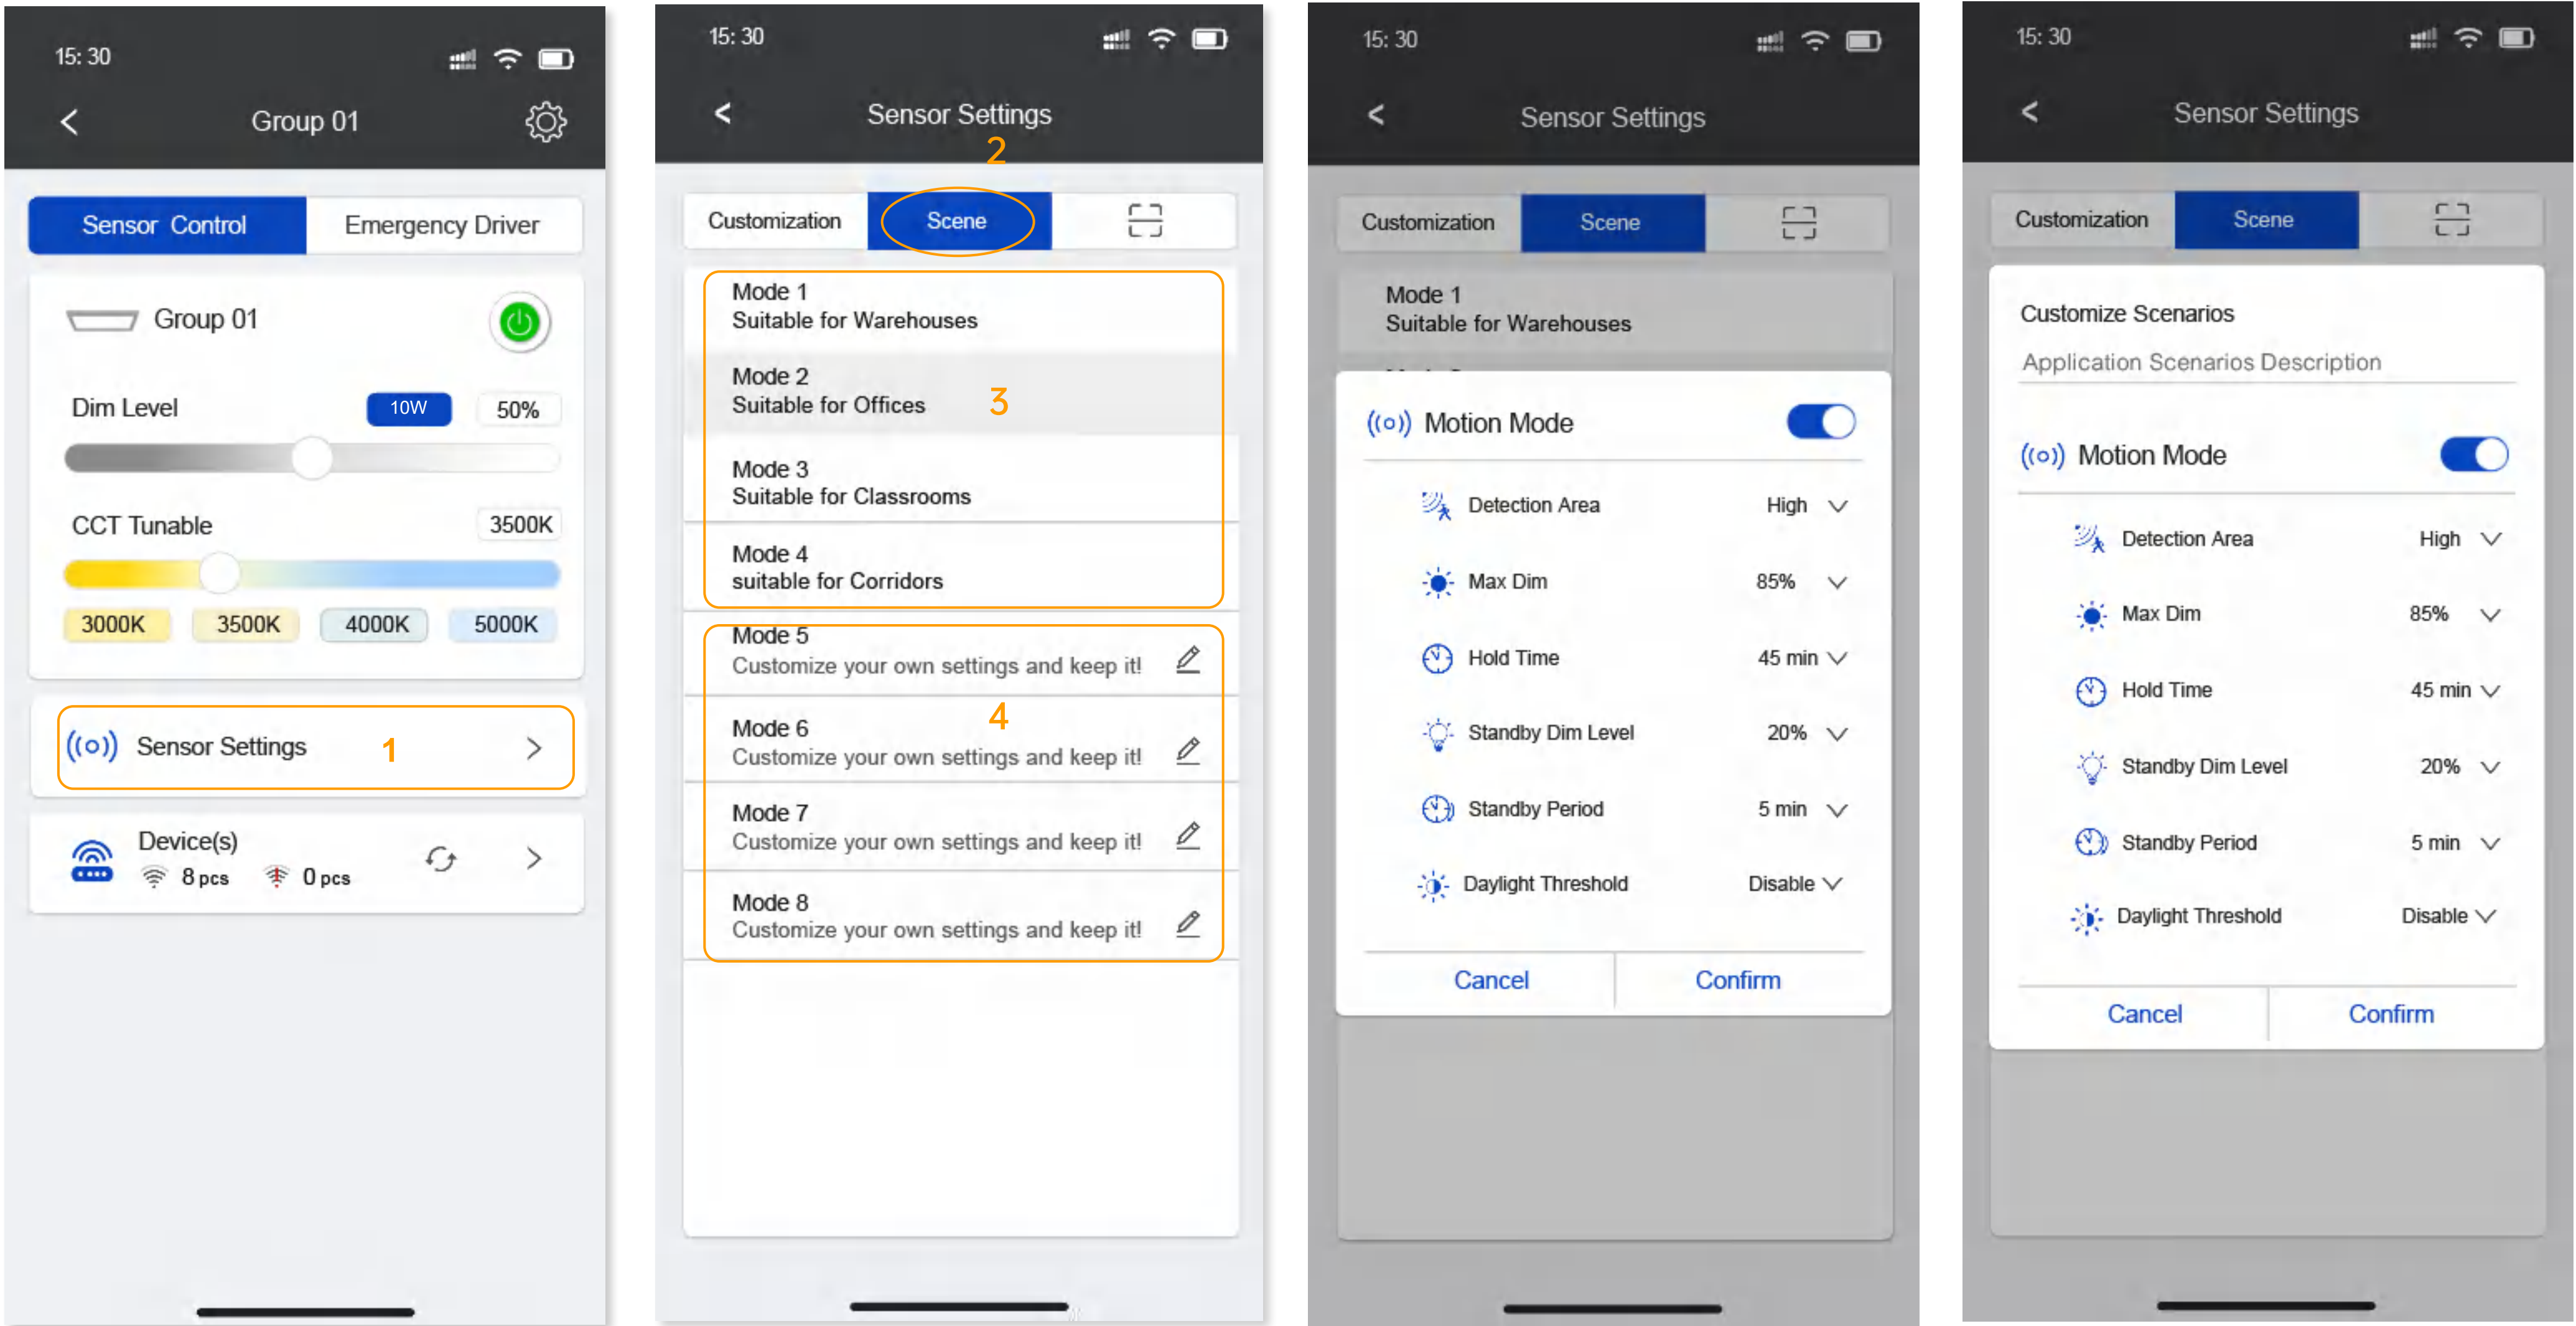 15: 30
Group 01
Sensor Control
Emergency Driver
Group 01
Dim Level
10W
50%
CCT Tunable
3500K
3000K
3500K
4000K
5000K
Sensor Settings
1
Device(s)
8 pcs
0 pcs
15: 30
Sensor Settings
2
Customization
Scene
Mode 1
Suitable for Warehouses
Mode 2
Suitable for Offices
3
Mode 3
Suitable for Classrooms
Mode 4
suitable for Corridors
Mode 5
Customize your own settings and keep it!
4
Mode 6
Customize your own settings and keep it!
Mode 7
Customize your own settings and keep it!
Mode 8
Customize your own settings and keep it!
15: 30
Sensor Settings
Customization
Scene
Mode 1
Suitable for Warehouses
Motion Mode
Detection Area
High
Max Dim
85%
Hold Time
45 min
Standby Dim Level
20%
Standby Period
5 min
Daylight Threshold
Disable
Cancel
Confirm
15: 30
Sensor Settings
Customization
Scene
Customize Scenarios
Application Scenarios Description
Motion Mode
Detection Area
High
Max Dim
85%
Hold Time
45 min
Standby Dim Level
20%
Standby Period
5 min
Daylight Threshold
Disable
Cancel
Confirm